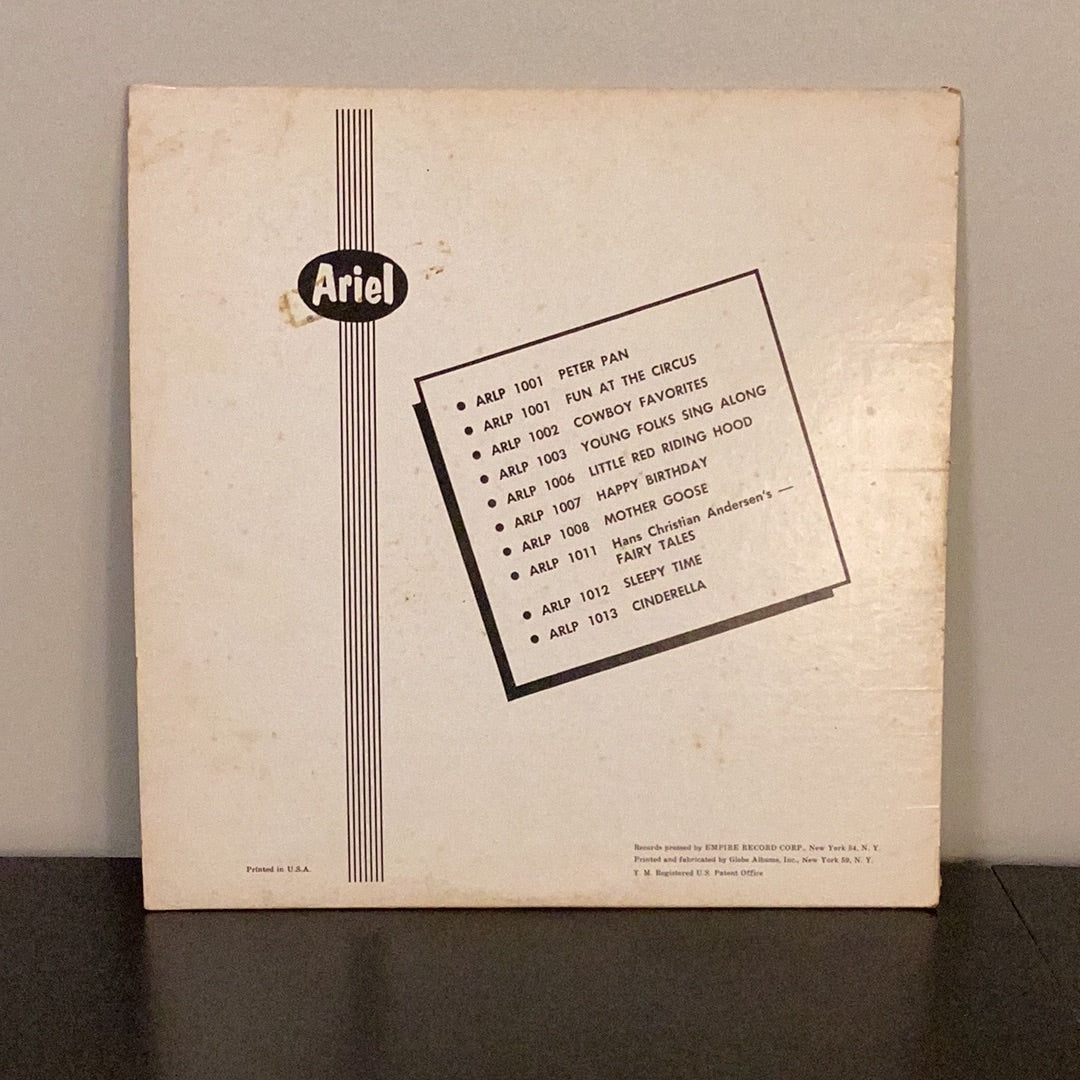 Ariel
● ARLP 1001 PETER PAN
● ARLP 1001 FUN AT THE CIRCUS
● ARLP 1002 COWBOY FAVORITES
● ARLP 1003 YOUNG FOLKS SING ALONG
● ARLP 1006 LITTLE RED RIDING HOOD
● ARLP 1007 HAPPY BIRTHDAY
● ARLP 1008 MOTHER GOOSE
● ARLP 1011 Hans Christian Andersen's —
FAIRY TALES
● ARLP 1012 SLEEPY TIME
● ARLP 1013 CINDERELLA
Printed in U.S.A.
Records pressed by EMPIRE RECORD CORP., New York 54, N. Y.
Printed and fabricated by Globe Albums, Inc., New York 59, N. Y.
T. M. Registered U.S. Patent Office